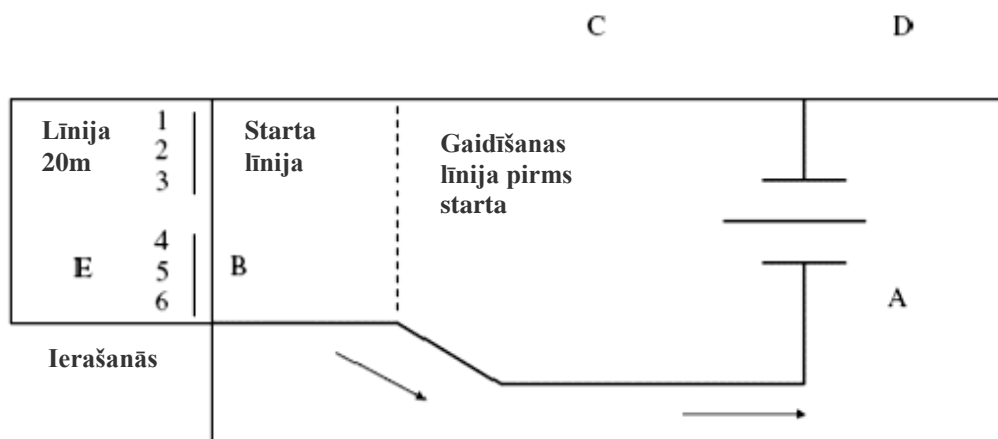 C
D
Līnija
20m
1
2
3
Starta
līnija
Gaidīšanas
līnija pirms
starta
4
5
6
E
B
A
Ierašanās